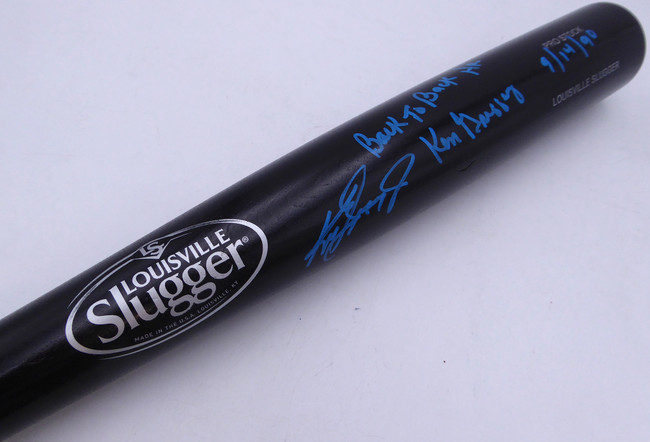 LOUISVILLE
Slugger®
MADE IN THE U.S.A. LOUISVILLE, KY
Back To Back HR
Ken Griffey
9/14/90
PRO STOCK
LOUISVILLE SLUGGER
LS